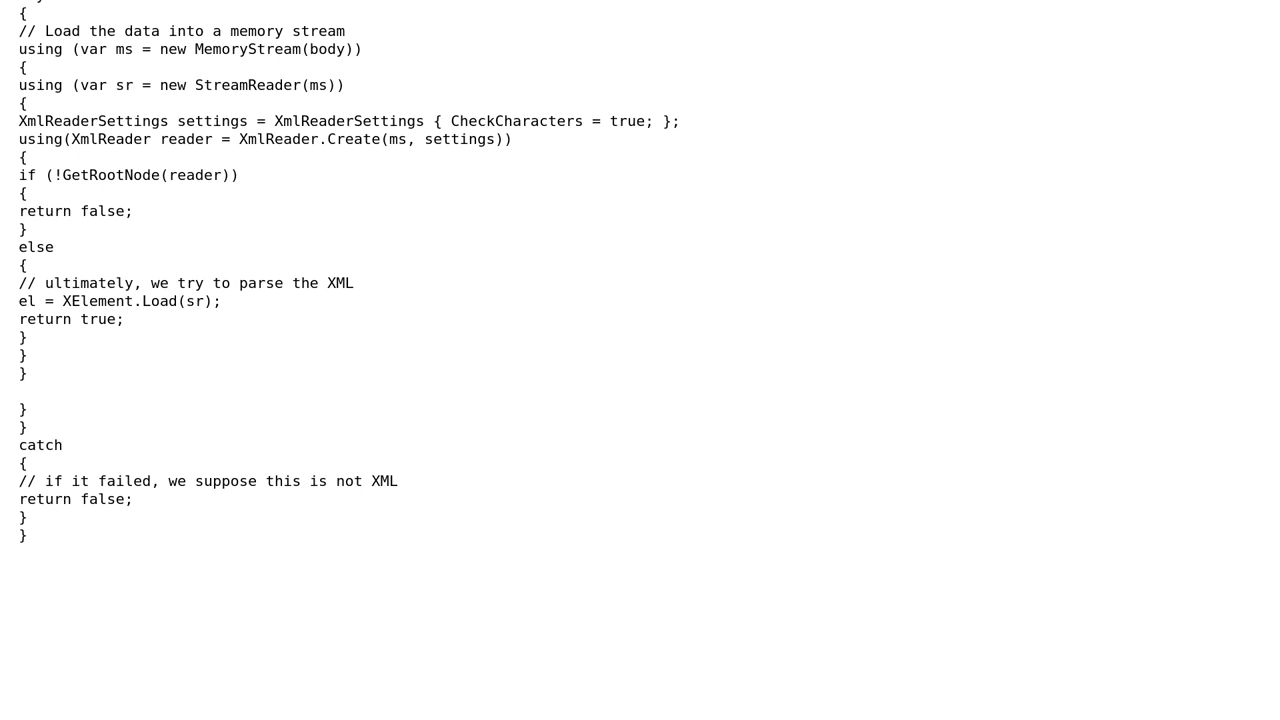 {
// Load the data into a memory stream
using (var ms = new MemoryStream(body))
{
using (var sr = new StreamReader(ms))
{
XmlReaderSettings settings = XmlReaderSettings { CheckCharacters = true; };
using(XmlReader reader = XmlReader.Create(ms, settings))
{
if (!GetRootNode(reader))
{
return false;
}
else
{
// ultimately, we try to parse the XML
el = XElement.Load(sr);
return true;
}
}
}

}
}
catch
{
// if it failed, we suppose this is not XML
return false;
}
}